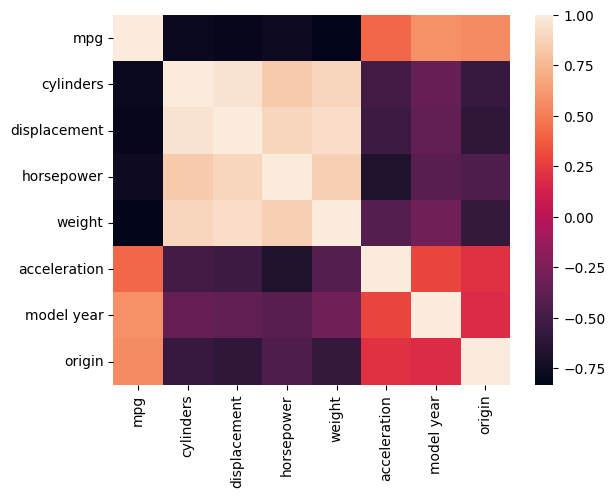 mpg
cylinders
displacement
horsepower
weight
acceleration
model year
origin
mpg
cylinders
displacement
horsepower
weight
acceleration
model year
origin
1.00
0.75
0.50
0.25
0.00
−0.25
−0.50
−0.75